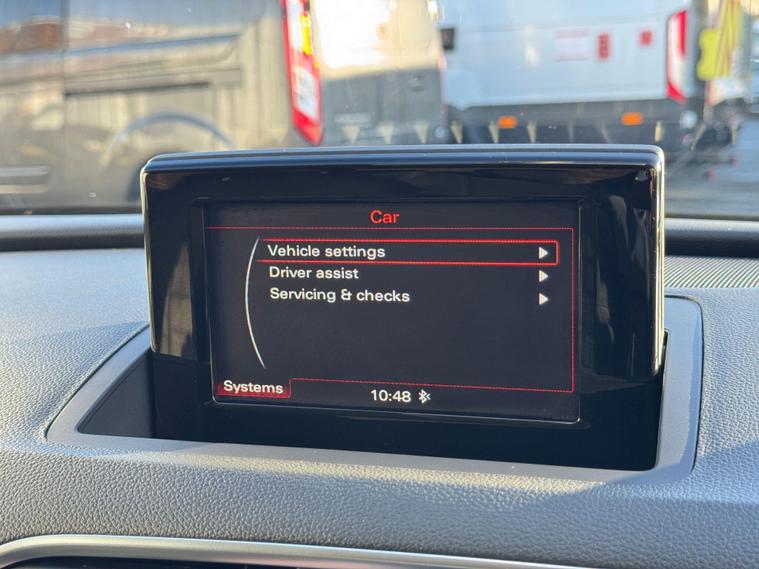 Car
Vehicle settings
Driver assist
Servicing & checks
Systems
10:48